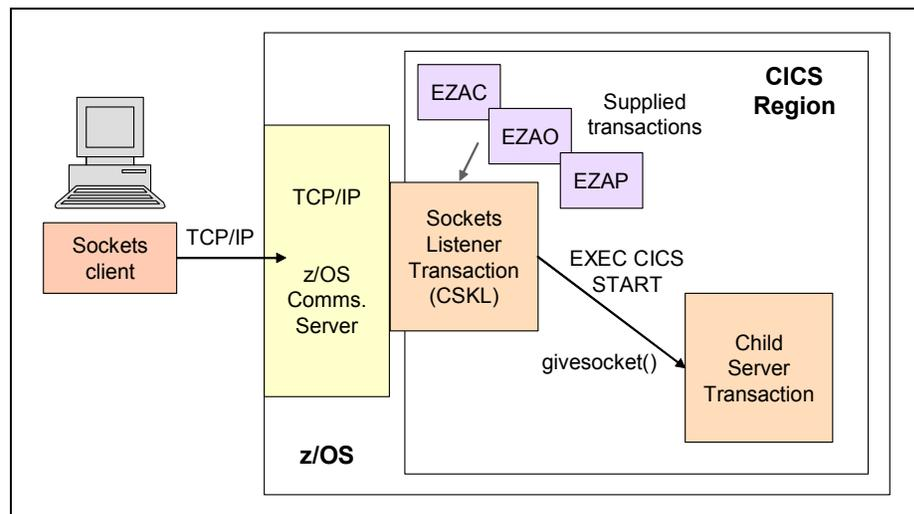 CICS
Region
EZAC
Supplied
transactions
EZAO
EZAP
TCP/IP
Sockets
client
TCP/IP
z/OS
Comms.
Server
Sockets
Listener
Transaction
(CSKL)
EXEC CICS
START
givesocket()
Child
Server
Transaction
z/OS